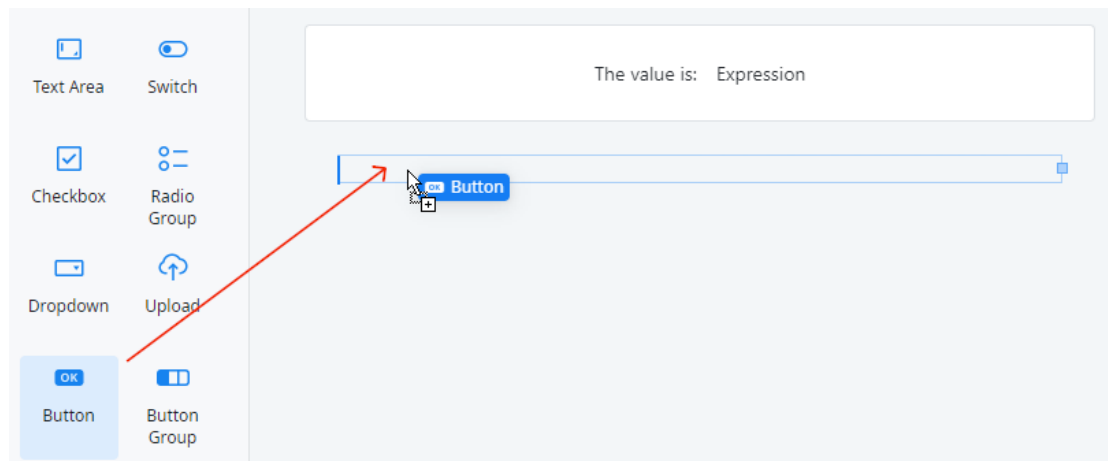 Text Area
Switch
The value is: Expression
Checkbox
Radio
Group
OK Button
Dropdown
Upload
OK
Button
Button
Group